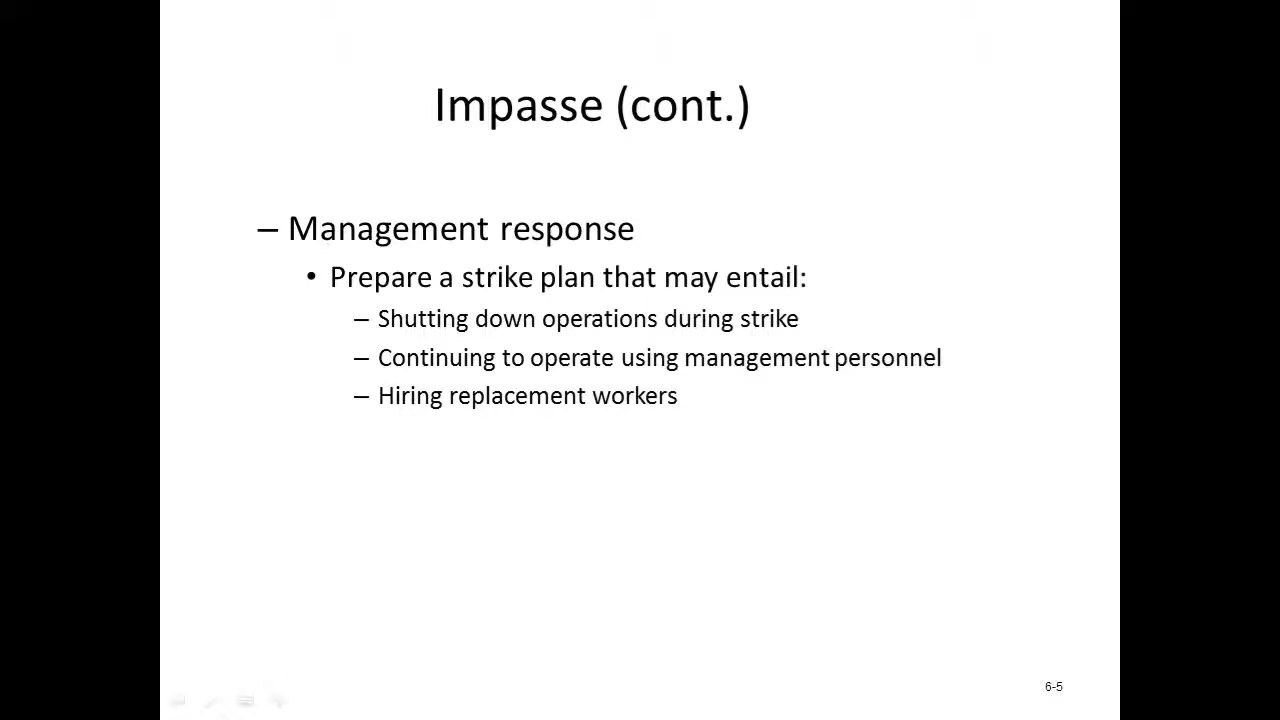 Impasse (cont.)
– Management response
• Prepare a strike plan that may entail:
– Shutting down operations during strike
– Continuing to operate using management personnel
– Hiring replacement workers
6-5